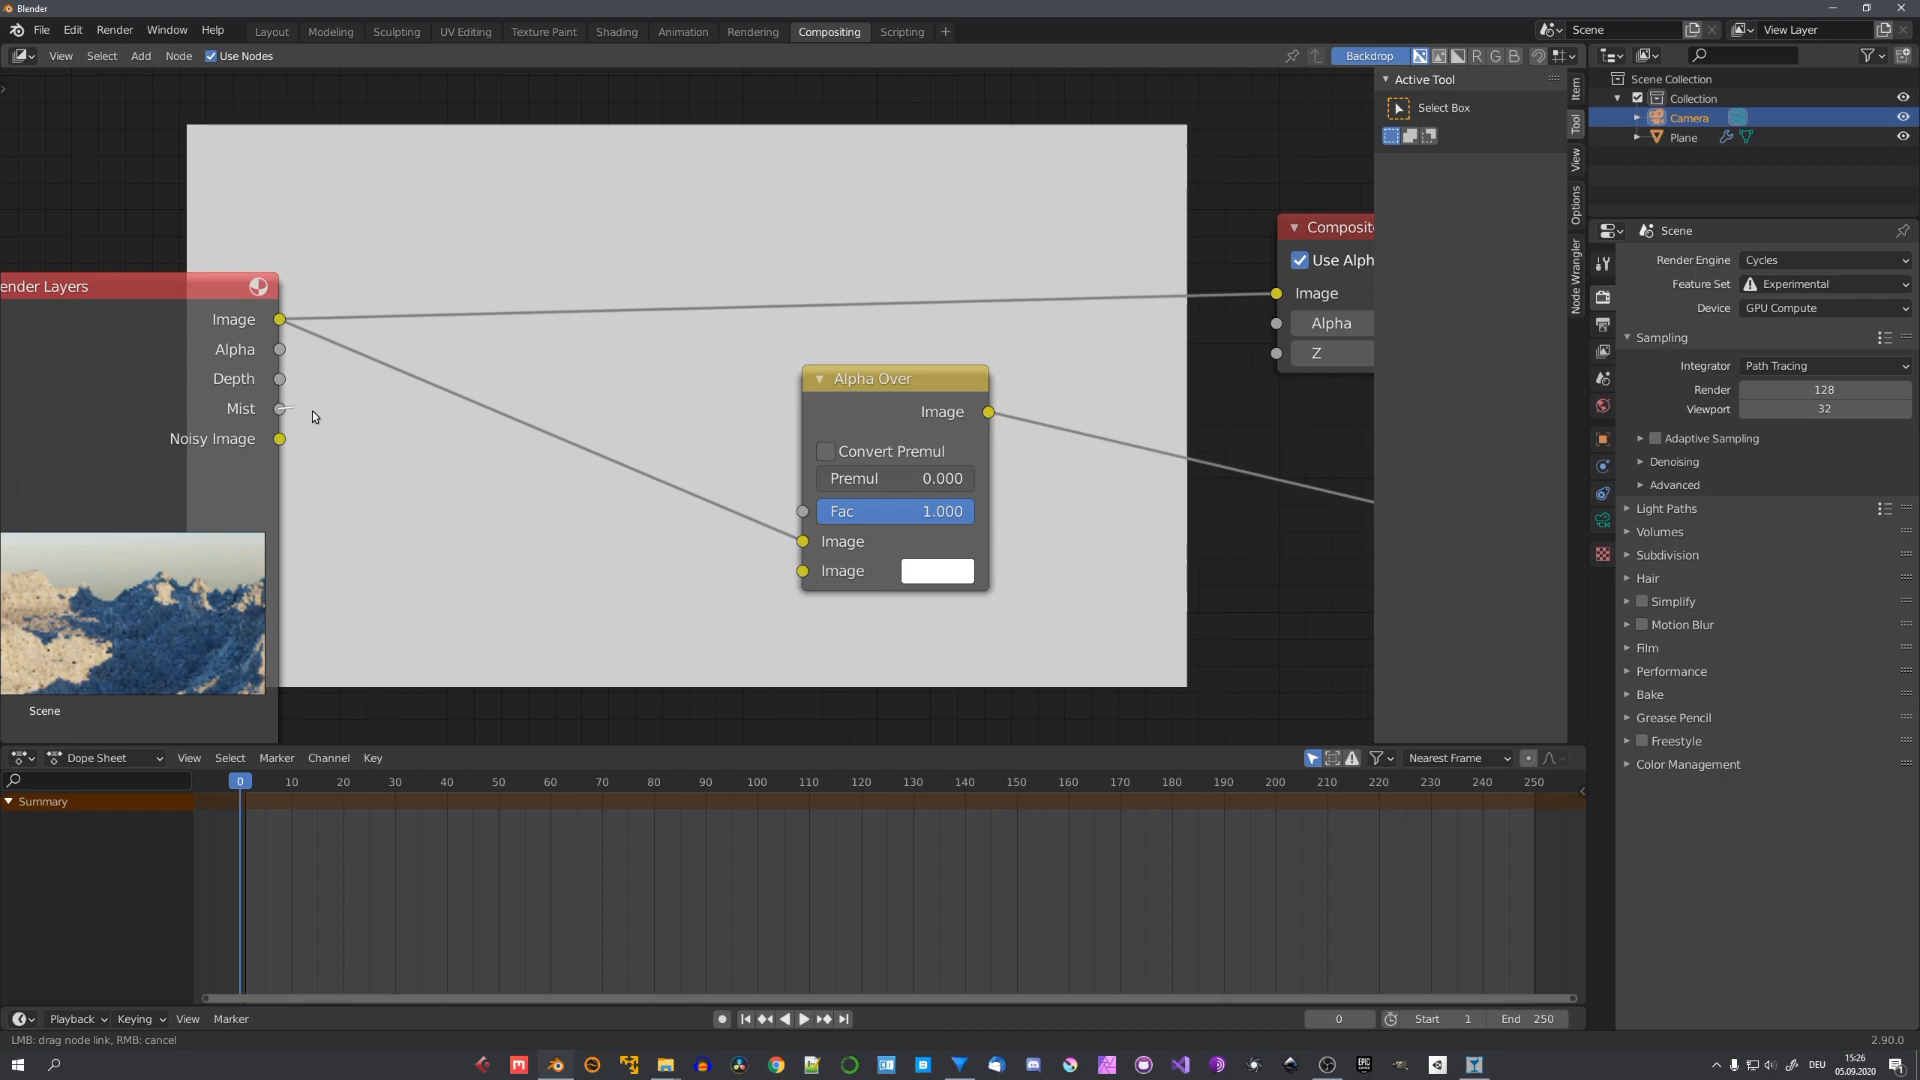 Blender
File Edit Render Window Help Layout Modeling Sculpting UV Editing Texture Paint Shading Animation Rendering Compositing Scripting + Scene View Layer
View Select Add Node Use Nodes Backdrop R G B
Active Tool
Select Box
Item
Tool
View
Options
Node Wrangler
Scene Collection
Collection
Camera
Plane
Scene
Render Engine Cycles
Feature Set Experimental
Device GPU Compute
Sampling
Integrator Path Tracing
Render 128
Viewport 32
Adaptive Sampling
Denoising
Advanced
Light Paths
Volumes
Subdivision
Hair
Simplify
Motion Blur
Film
Performance
Bake
Grease Pencil
Freestyle
Color Management
ender Layers
Image
Alpha
Depth
Mist
Noisy Image
Scene
Alpha Over
Image
Convert Premul
Premul 0.000
Fac 1.000
Image
Image
Composite
Use Alph
Image
Alpha
Z
Dope Sheet View Select Marker Channel Key Nearest Frame
0 10 20 30 40 50 60 70 80 90 100 110 120 130 140 150 160 170 180 190 200 210 220 230 240 250
Summary
Playback Keying View Marker 0 Start 1 End 250
LMB: drag node link, RMB: cancel 2.90.0
DEU 15:26
05.09.2020